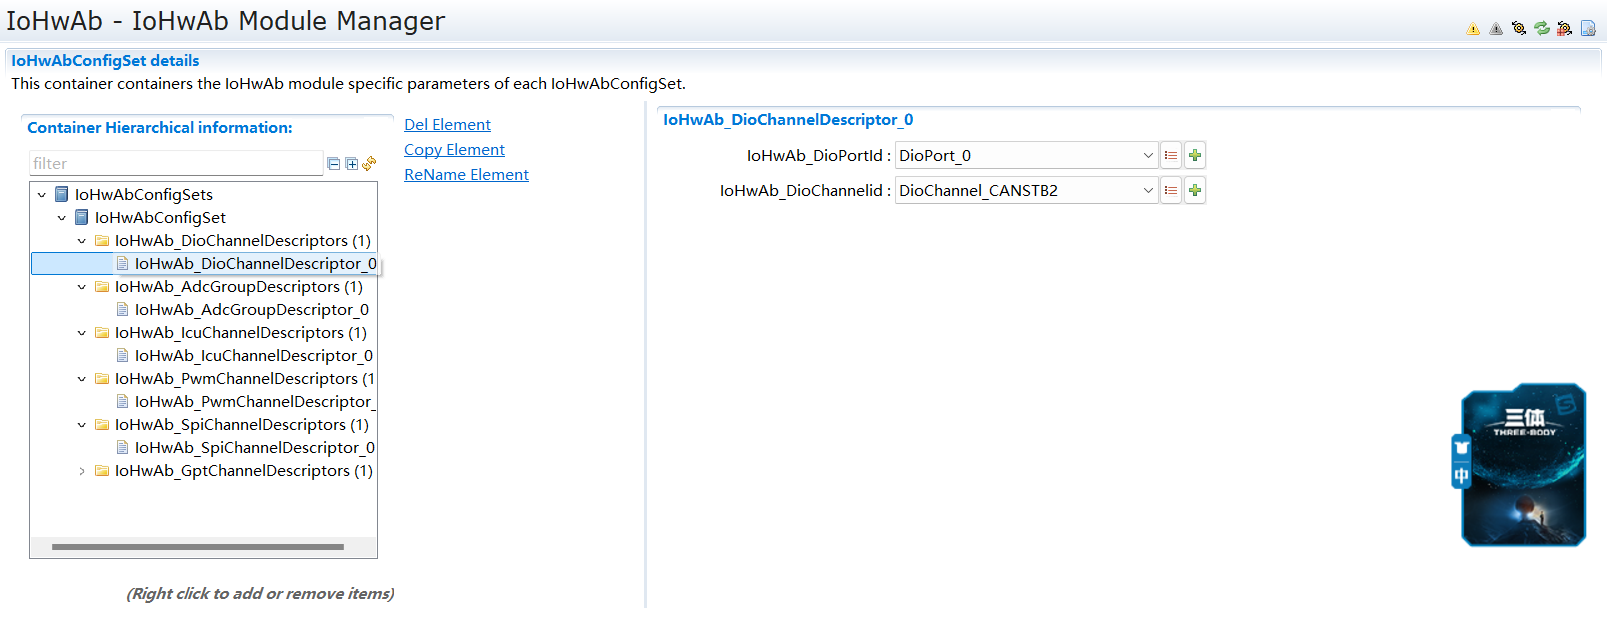 IoHwAb - IoHwAb Module Manager
IoHwAbConfigSet details
This container containers the IoHwAb module specific parameters of each IoHwAbConfigSet.
Container Hierarchical information:
filter
IoHwAbConfigSets
IoHwAbConfigSet
IoHwAb_DioChannelDescriptors (1)
IoHwAb_DioChannelDescriptor_0
IoHwAb_AdcGroupDescriptors (1)
IoHwAb_AdcGroupDescriptor_0
IoHwAb_IcuChannelDescriptors (1)
IoHwAb_IcuChannelDescriptor_0
IoHwAb_PwmChannelDescriptors (1
IoHwAb_PwmChannelDescriptor_
IoHwAb_SpiChannelDescriptors (1)
IoHwAb_SpiChannelDescriptor_0
IoHwAb_GptChannelDescriptors (1)
(Right click to add or remove items)
Del Element
Copy Element
ReName Element
IoHwAb_DioChannelDescriptor_0
IoHwAb_DioPortId : DioPort_0
IoHwAb_DioChannelid : DioChannel_CANSTB2
三体
THREE-BODY
中